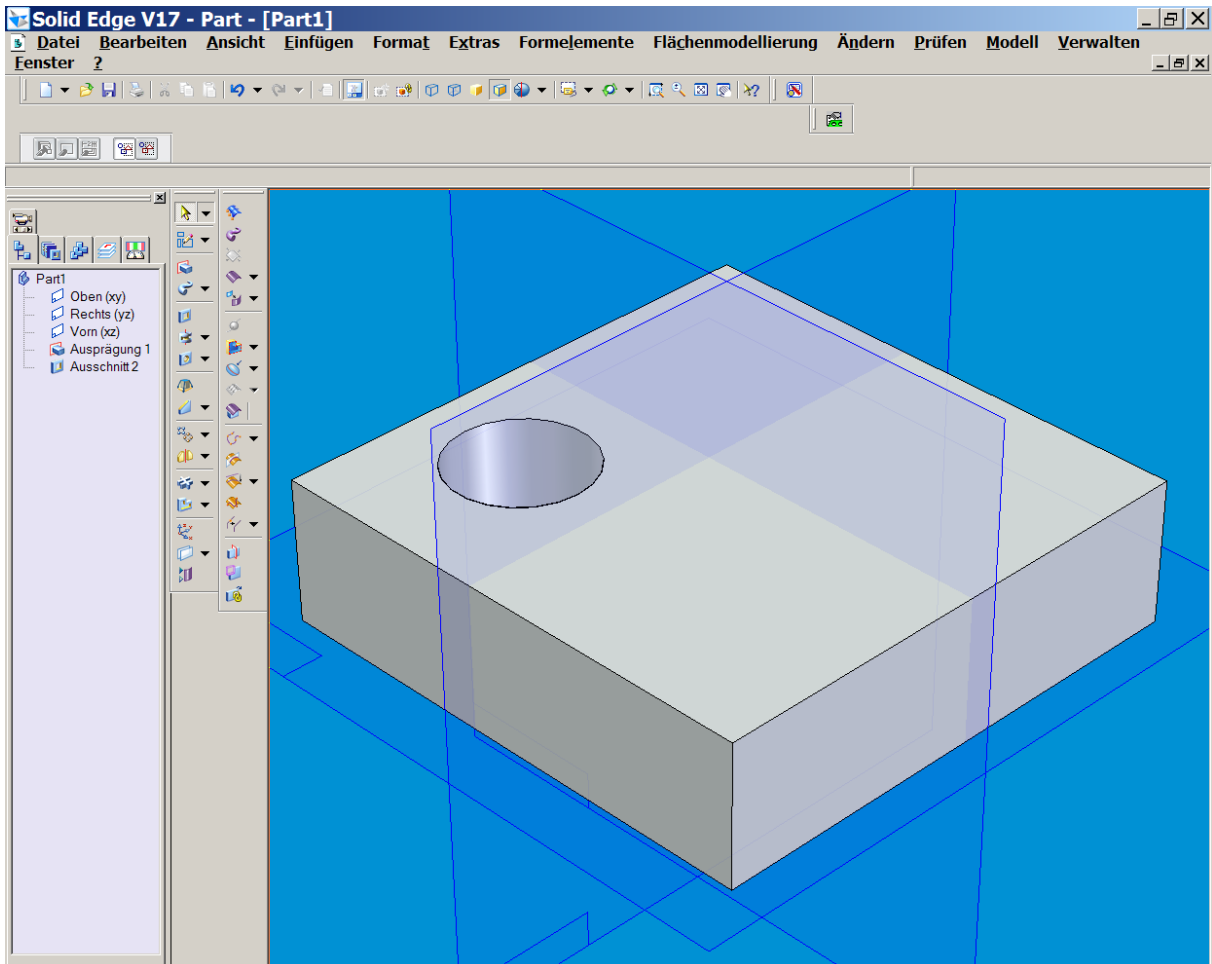 Solid Edge V17 - Part - [Part1]
Datei Bearbeiten Ansicht Einfügen Format Extras Formelemente Flächenmodellierung Ändern Prüfen Modell Verwalten
Fenster ?
Part1
Oben (xy)
Rechts (yz)
Vorn (xz)
Ausprägung 1
Ausschnitt 2